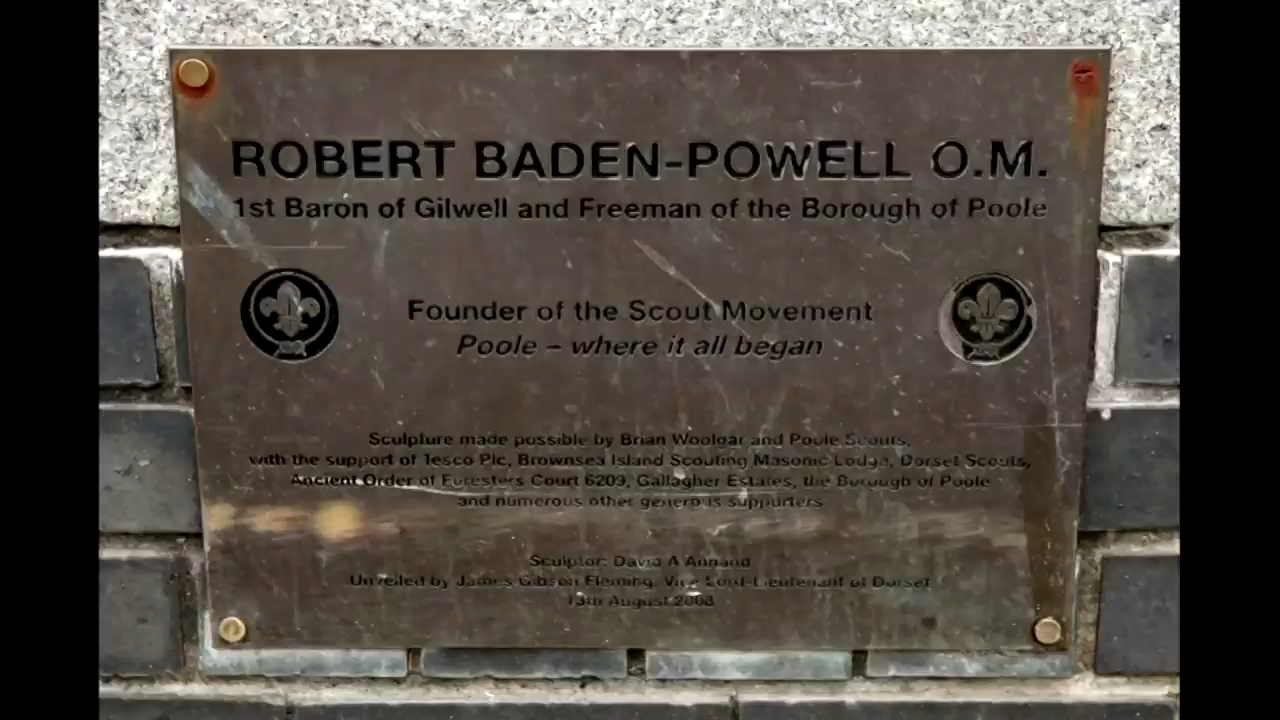 ROBERT BADEN-POWELL O.M.
1st Baron of Gilwell and Freeman of the Borough of Poole
Founder of the Scout Movement
Poole – where it all began
Sculpture made possible by Brian Woolgar and Poole Scouts,
with the support of Tesco Plc, Brownsea Island Scouting Masonic Lodge, Dorset Scouts,
Ancient Order of Foresters Court 6209, Gallagher Estates, the Borough of Poole
and numerous other generous supporters
Sculptor: David A Annand
Unveiled by James Gibson Fleming, Vice Lord-Lieutenant of Dorset
13th August 2008